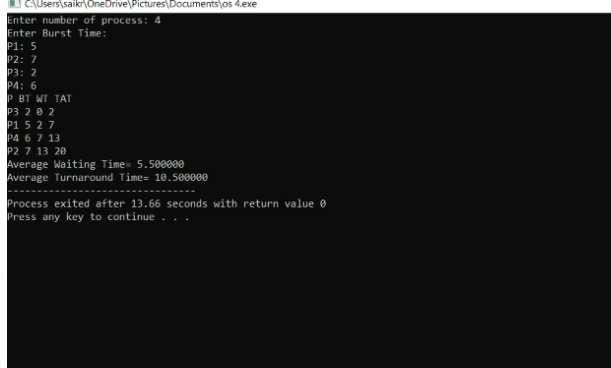 C:\Users\saikr\OneDrive\Pictures\Documents\os 4.exe
Enter number of process: 4
Enter Burst Time:
P1: 5
P2: 7
P3: 2
P4: 6
P BT WT TAT
P3 2 0 2
P1 5 2 7
P4 6 7 13
P2 7 13 20
Average Waiting Time= 5.500000
Average Turnaround Time= 10.500000
--------------------------------
Process exited after 13.66 seconds with return value 0
Press any key to continue . . .